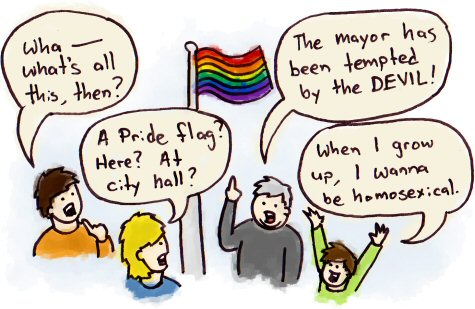 Wha —
what's all
this, then?
A Pride flag?
Here? At
city hall?
The mayor has
been tempted
by the DEVIL!
When I grow
up, I wanna
be homosexical.